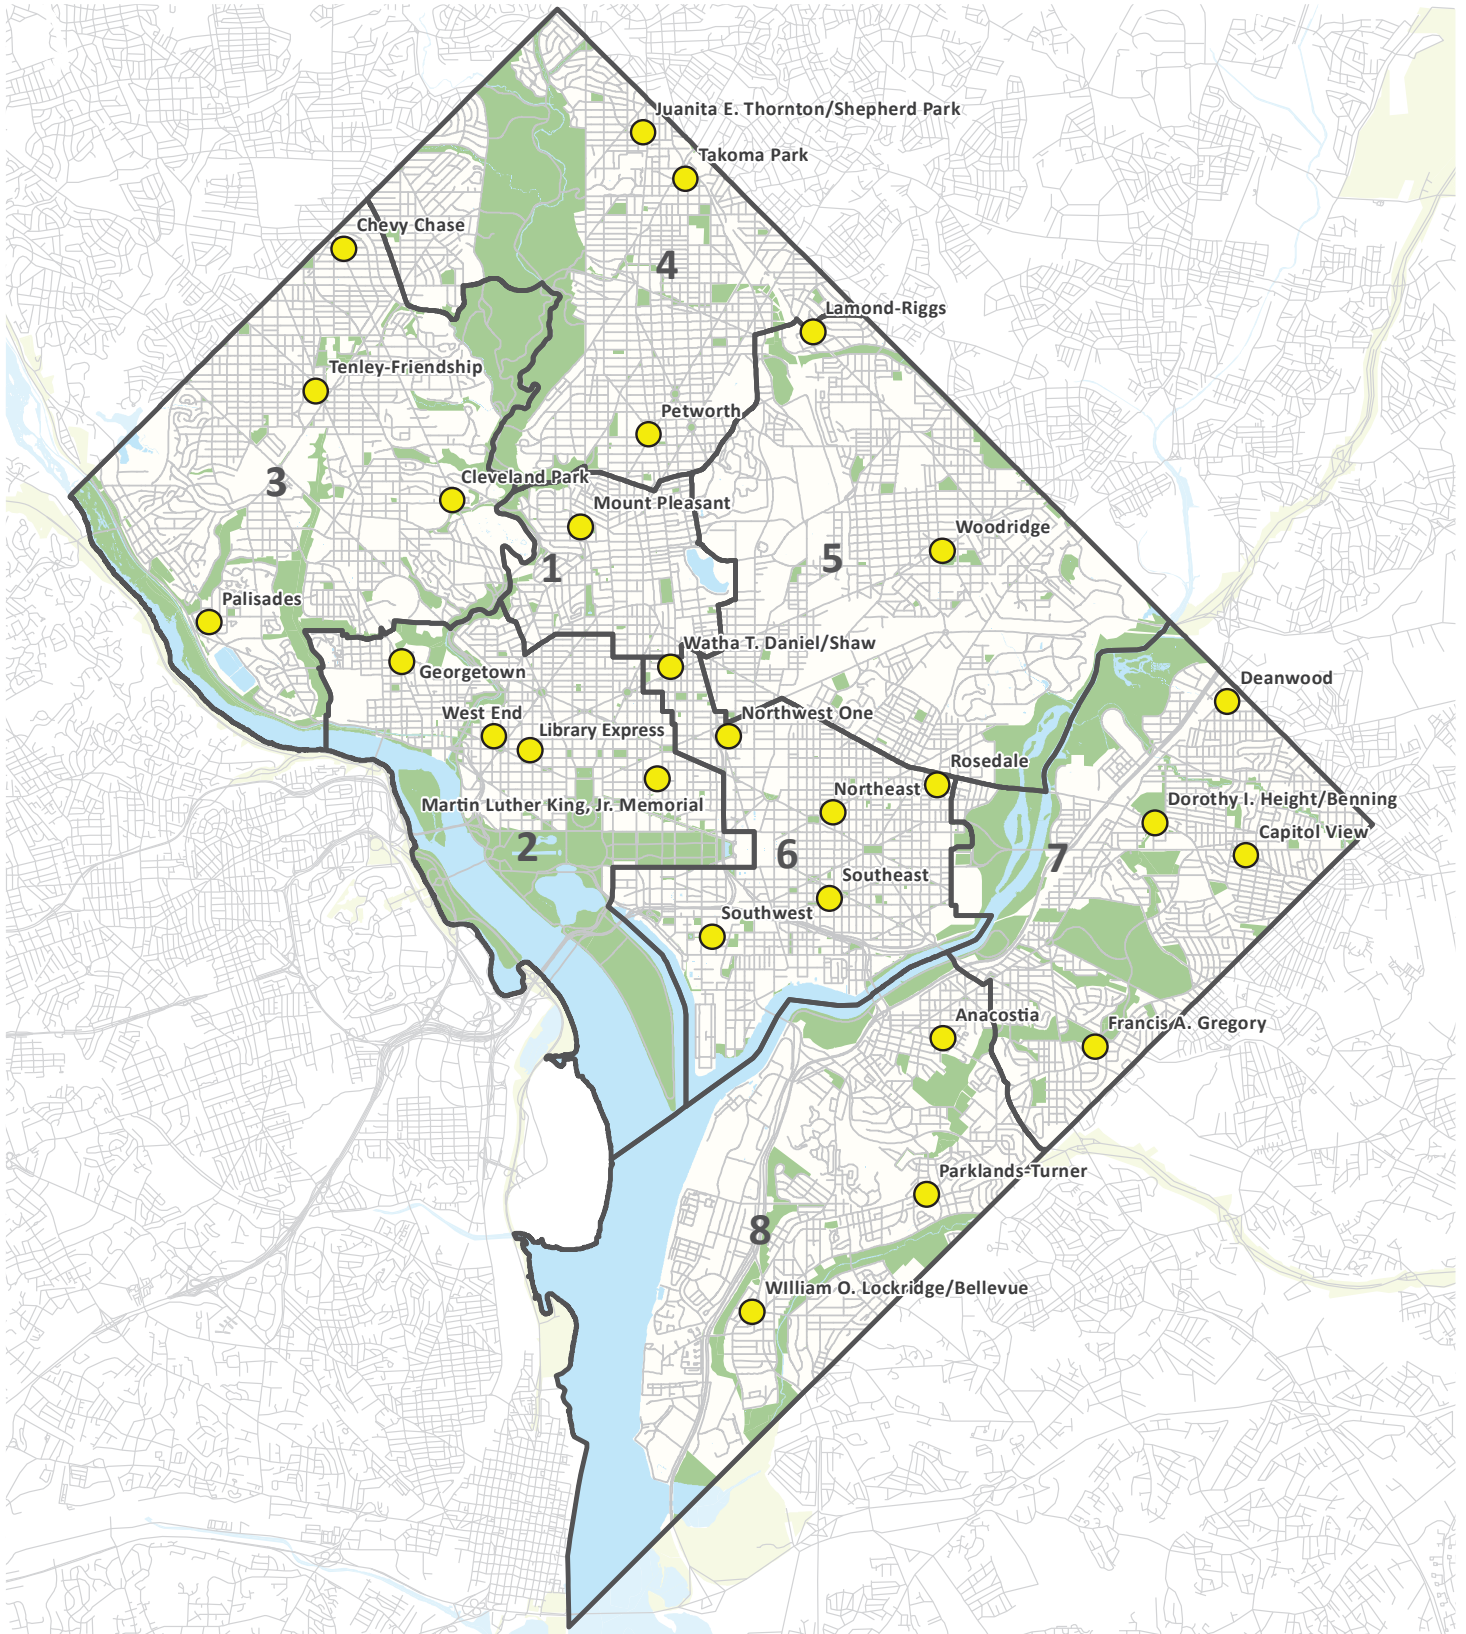 Juanita E. Thornton/Shepherd Park
Takoma Park
Chevy Chase
4
Lamond-Riggs
Tenley-Friendship
Petworth
3
Cleveland Park
Mount Pleasant
Woodridge
1
5
Palisades
Watha T. Daniel/Shaw
Georgetown
Deanwood
West End
Northwest One
Library Express
Rosedale
Northeast
Dorothy I. Height/Benning
Martin Luther King, Jr. Memorial
Capitol View
2
6
7
Southeast
Southwest
Anacostia
Francis A. Gregory
Parklands-Turner
8
WIlliam O. Lockridge/Bellevue